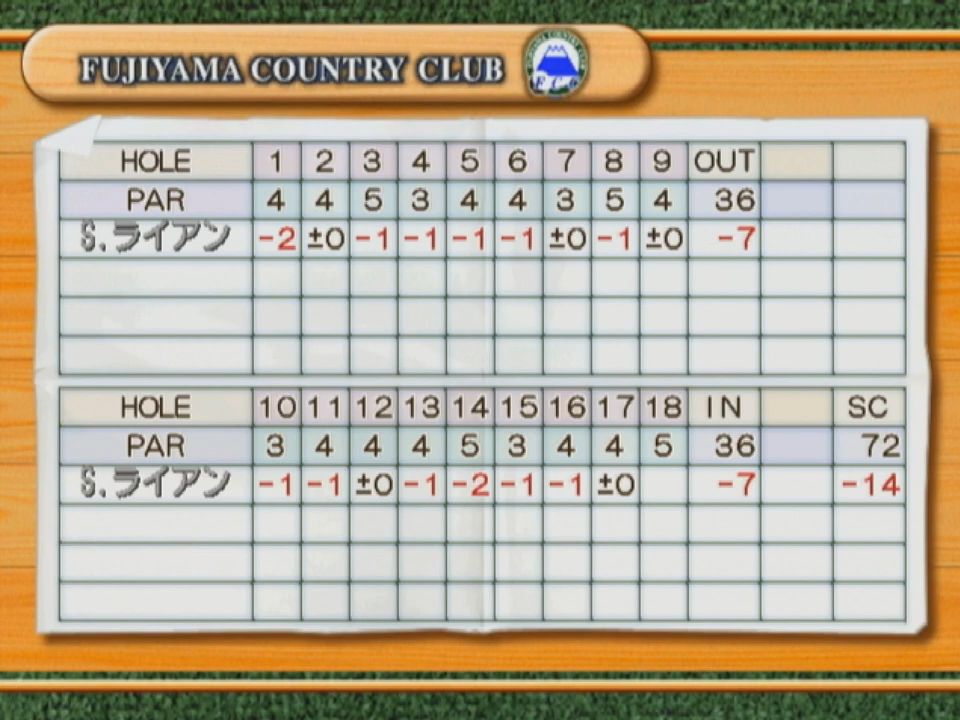 FUJIYAMA COUNTRY CLUB
HOLE 1 2 3 4 5 6 7 8 9 OUT
PAR 4 4 5 3 4 4 3 5 4 36
S.ライアン -2 ±0 -1 -1 -1 -1 ±0 -1 ±0 -7
HOLE 10 11 12 13 14 15 16 17 18 IN SC
PAR 3 4 4 4 5 3 4 4 5 36 72
S.ライアン -1 -1 ±0 -1 -2 -1 -1 ±0 -7 -14